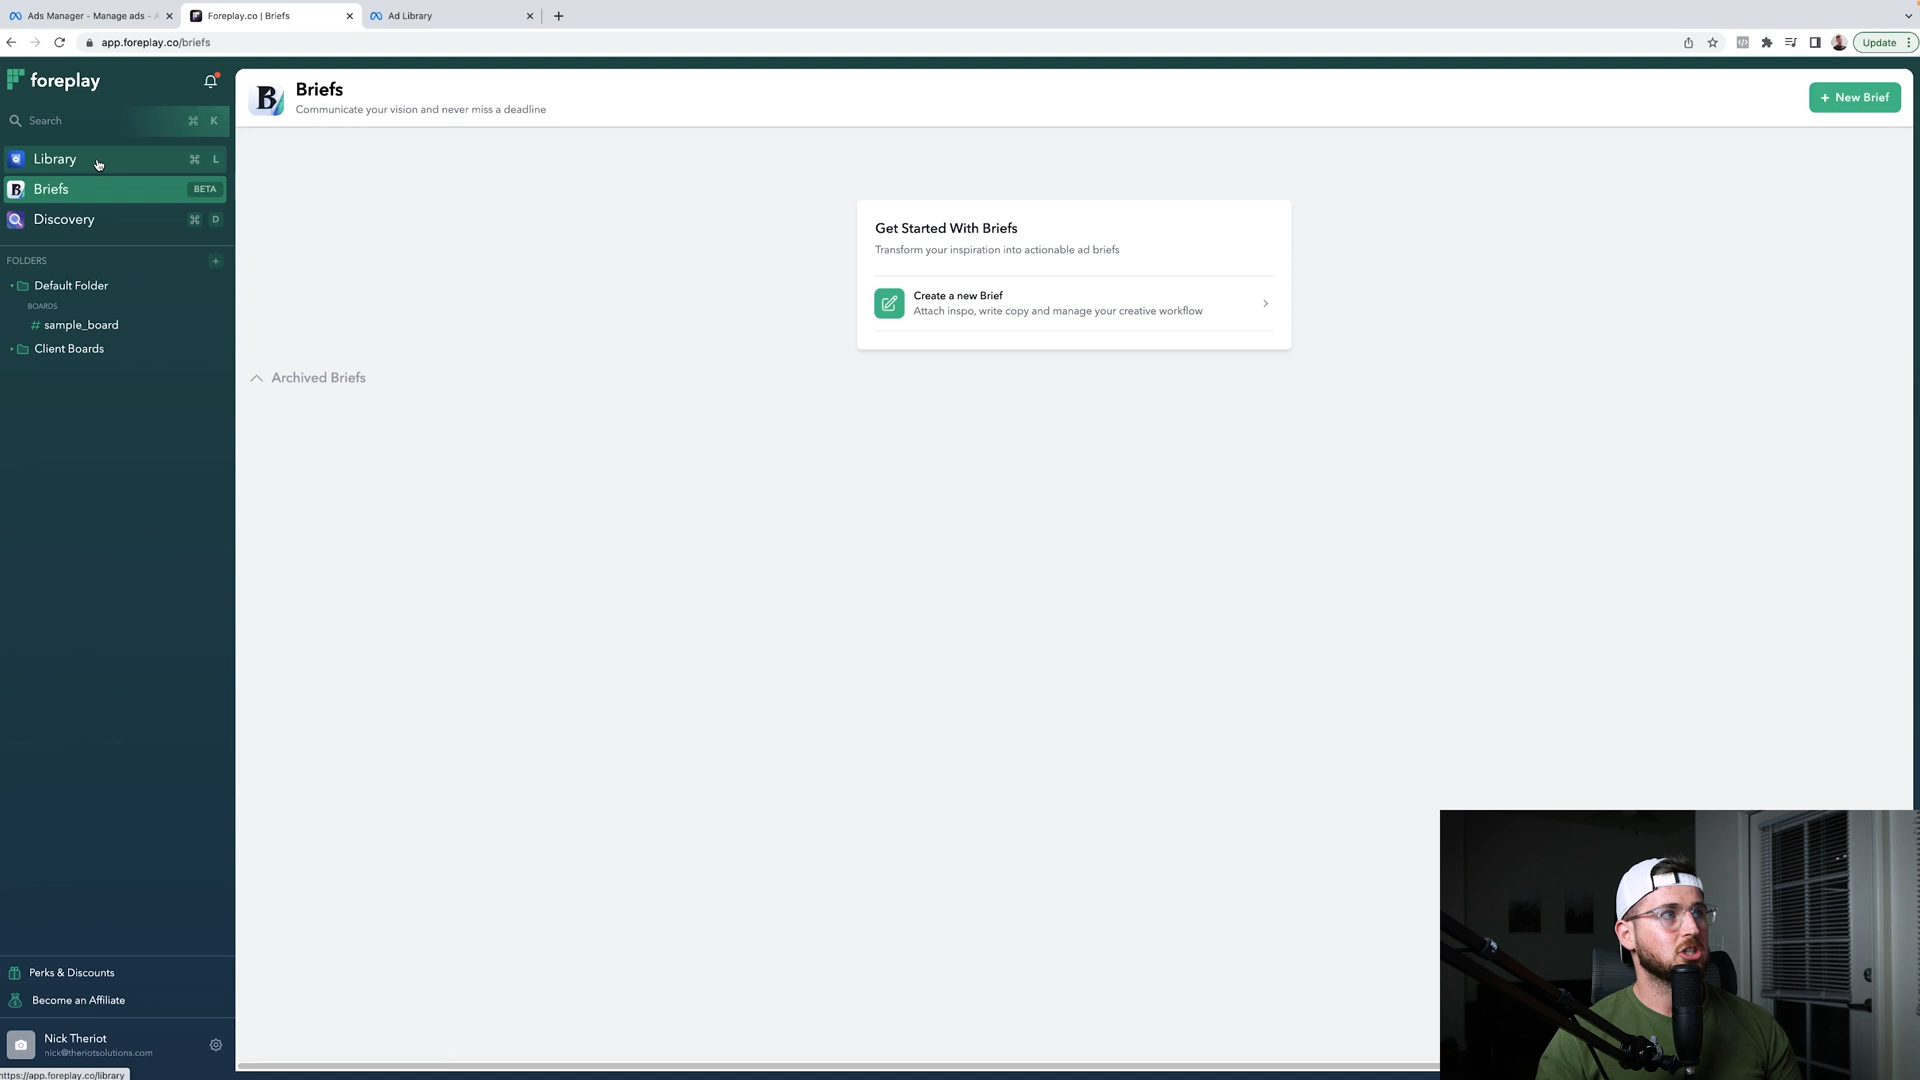 Ads Manager - Manage ads - A
Foreplay.co | Briefs
Ad Library
app.foreplay.co/briefs
Update
foreplay
Search ⌘ K
Library ⌘ L
Briefs BETA
Discovery ⌘ D
FOLDERS
Default Folder
BOARDS
# sample_board
Client Boards
Perks & Discounts
Become an Affiliate
Nick Theriot
nick@theriotsolutions.com
https://app.foreplay.co/library
B
Briefs
Communicate your vision and never miss a deadline
+ New Brief
Get Started With Briefs
Transform your inspiration into actionable ad briefs
Create a new Brief
Attach inspo, write copy and manage your creative workflow
Archived Briefs